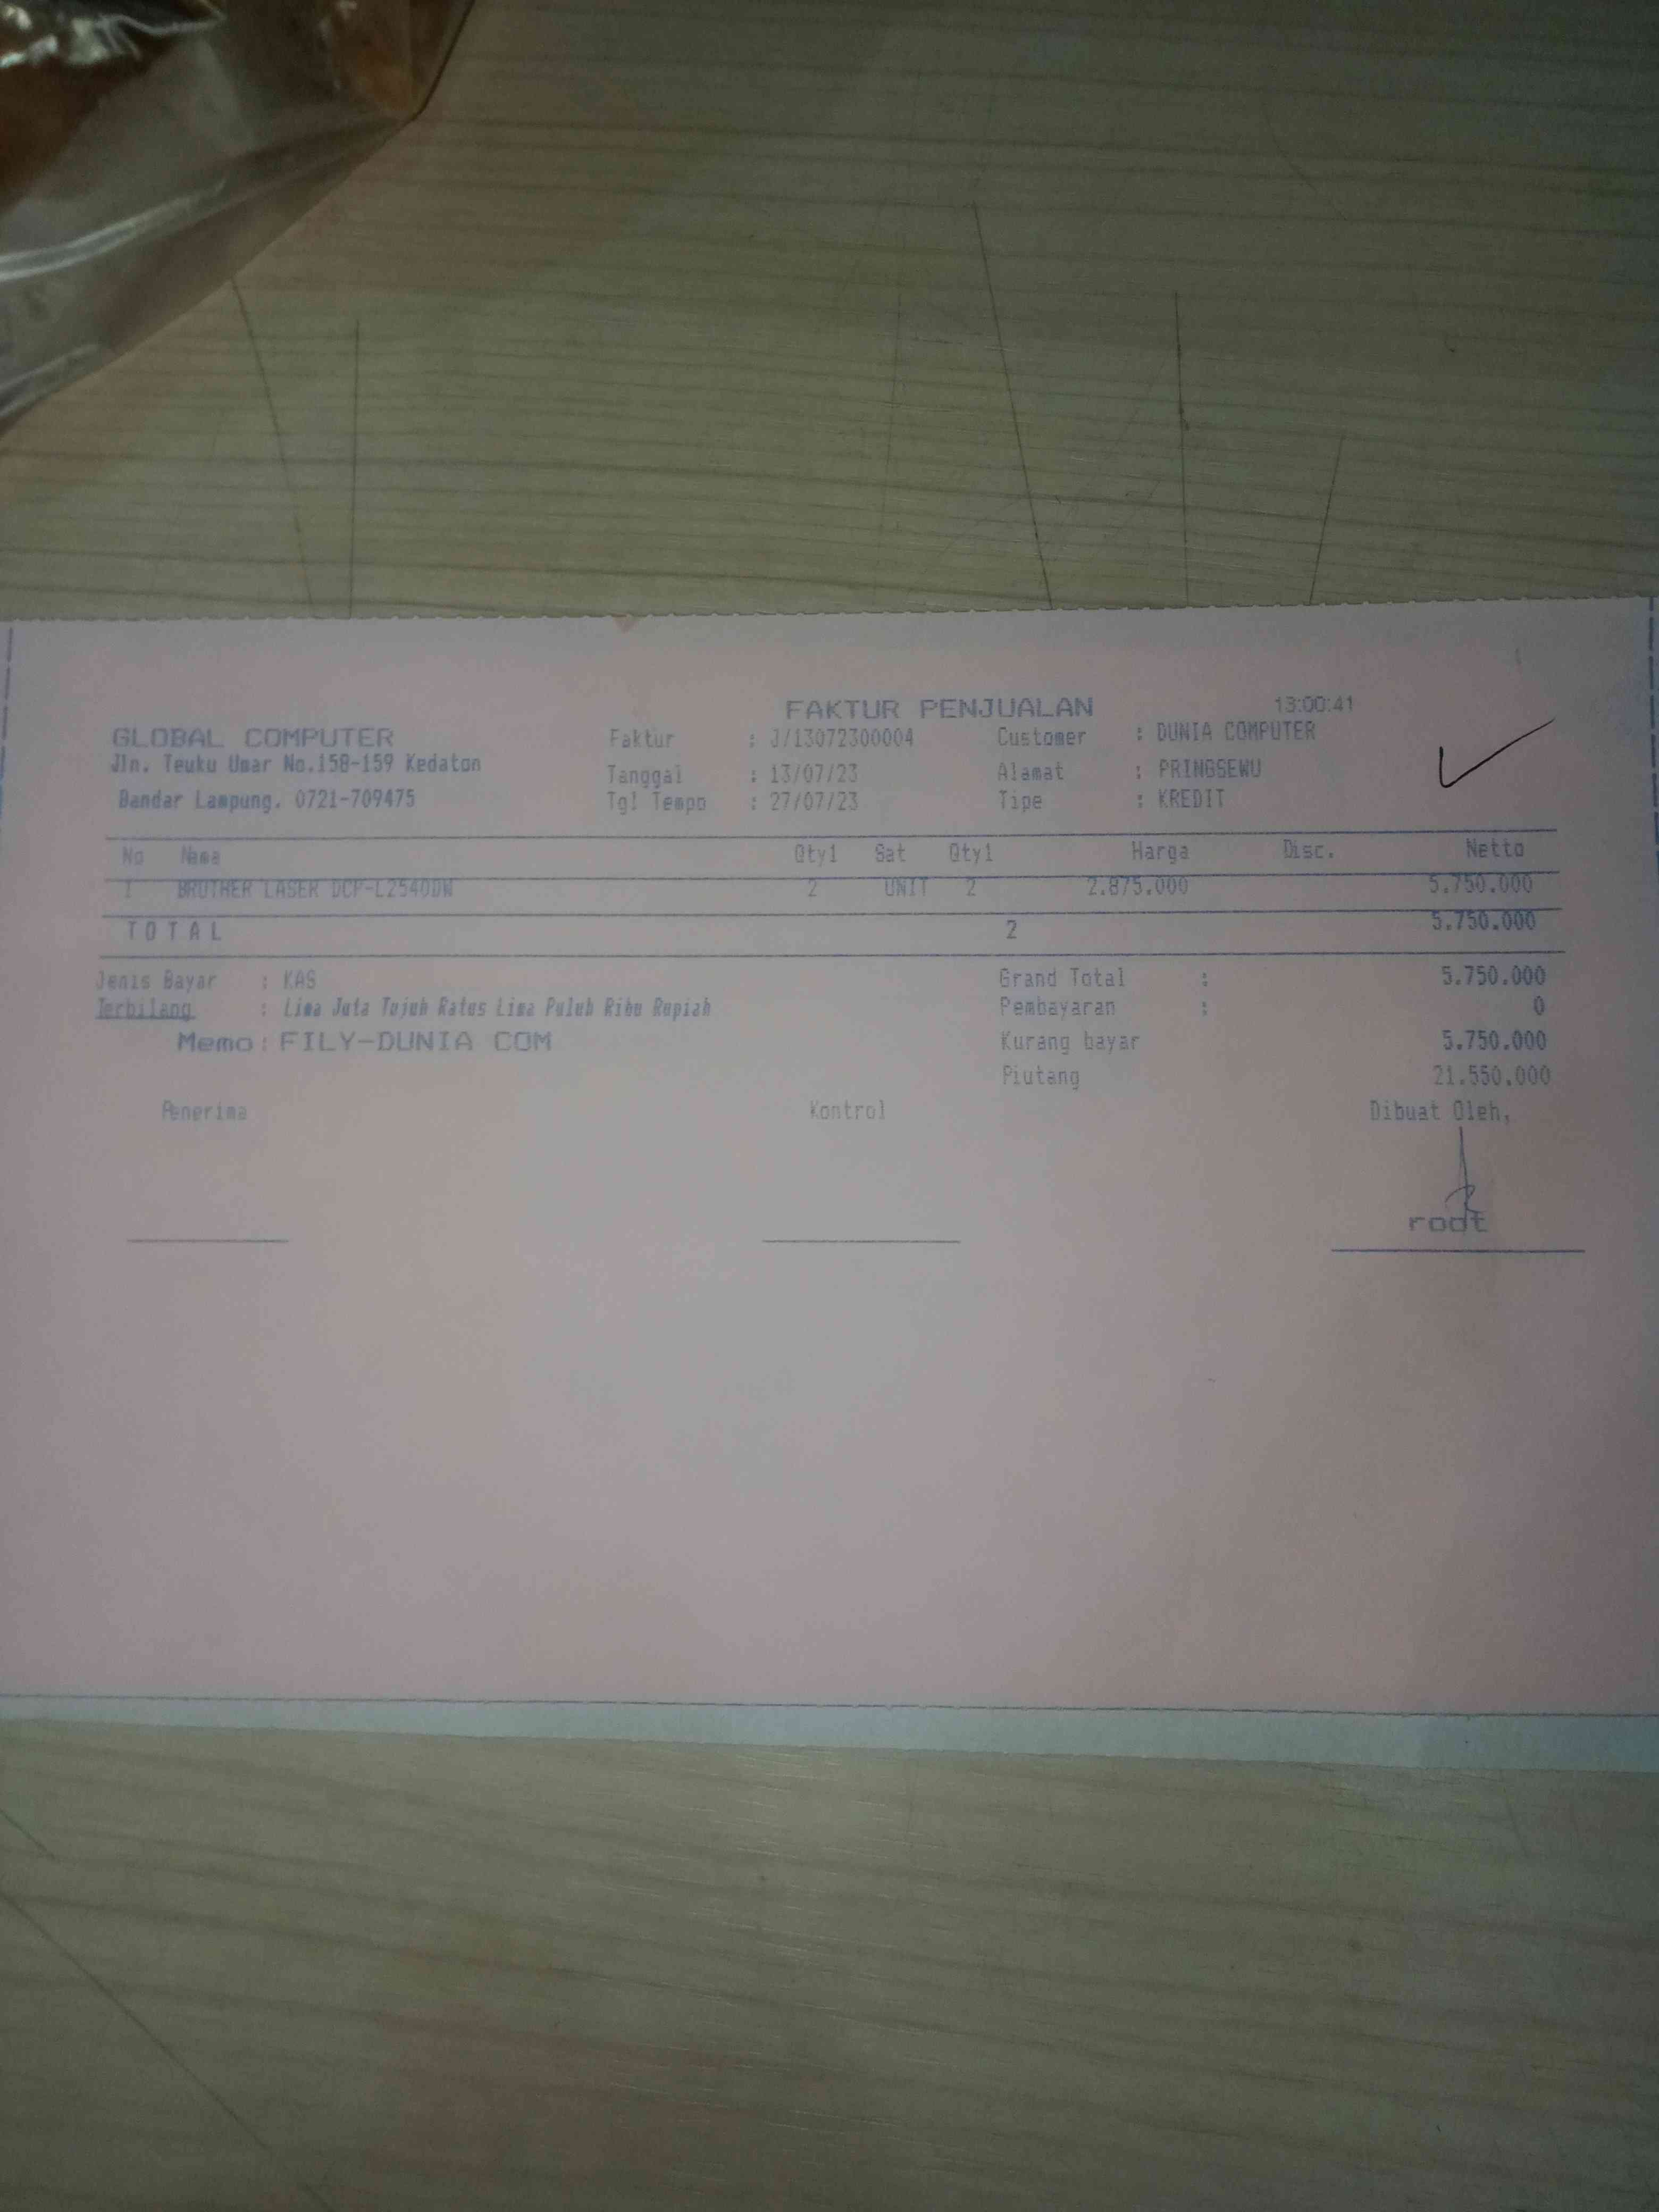 FAKTUR PENJUALAN 13:00:41
GLOBAL COMPUTER Faktur : J/13072300004 Customer : DUNIA COMPUTER
Jln. Teuku Umar No.158-159 Kedaton Tanggal : 13/07/23 Alamat : PRINGSEWU
Bandar Lampung. 0721-709475 Tgl Tempo : 27/07/23 Tipe : KREDIT
No Nama Qty1 Sat Qty1 Harga Disc. Netto
1 BROTHER LASER DCP-L2540DW 2 UNIT 2 2.875.000 5.750.000
TOTAL 2 5.750.000
Jenis Bayar : KAS Grand Total : 5.750.000
Terbilang : Lima Juta Tujuh Ratus Lima Puluh Ribu Rupiah Pembayaran : 0
Memo : FILY-DUNIA COM Kurang bayar 5.750.000
Piutang 21.550.000
Penerima Kontrol Dibuat Oleh,
root